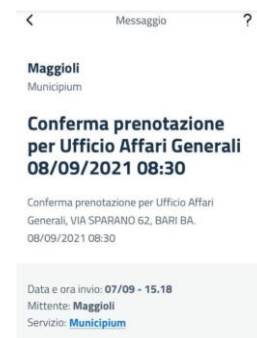 Messaggio ?
Maggioli
Municipium
Conferma prenotazione
per Ufficio Affari Generali
08/09/2021 08:30
Conferma prenotazione per Ufficio Affari
Generali, VIA SPARANO 62, BARI BA.
08/09/2021 08:30
Data e ora invio: 07/09 - 15.18
Mittente: Maggioli
Servizio: Municipium